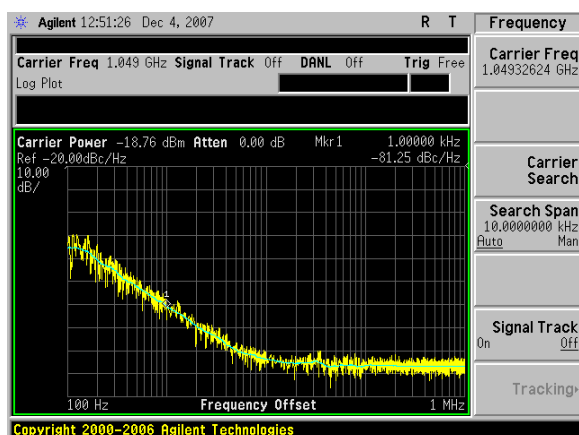 Agilent 12:51:26 Dec 4, 2007 R T Frequency
Carrier Freq 1.049 GHz Signal Track Off DANL Off Trig Free
Log Plot
Carrier Freq
1.04932624 GHz
Carrier Power -18.76 dBm Atten 0.00 dB Mkr1 1.00000 kHz
Ref -20.00dBc/Hz -81.25 dBc/Hz
10.00
dB/
Carrier
Search
Search Span
10.0000000 kHz
Auto Man
Signal Track
On Off
Tracking
1
100 Hz Frequency Offset 1 MHz
Copyright 2000-2006 Agilent Technologies